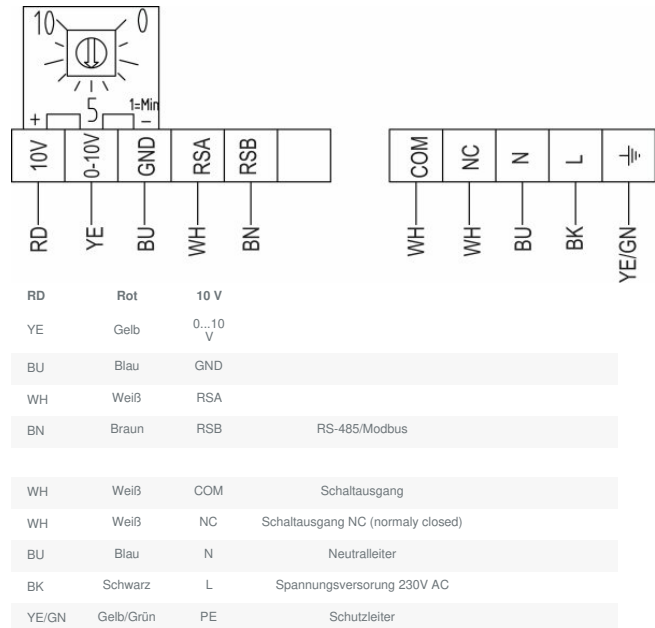 10 0
5 1=Min
+ −
10V 0-10V GND RSA RSB COM NC N L
RD YE BU WH BN WH WH BU BK YE/GN
RD Rot 10 V
YE Gelb 0...10
V
BU Blau GND
WH Weiß RSA
BN Braun RSB RS-485/Modbus
WH Weiß COM Schaltausgang
WH Weiß NC Schaltausgang NC (normaly closed)
BU Blau N Neutralleiter
BK Schwarz L Spannungsversorung 230V AC
YE/GN Gelb/Grün PE Schutzleiter